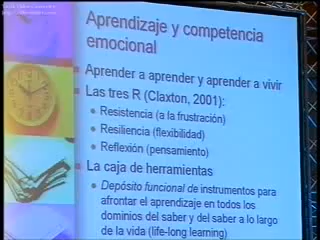 Aprendizaje y competencia
emocional
Aprender a aprender y aprender a vivir
Las tres R (Claxton, 2001):
Resistencia (a la frustración)
Resiliencia (flexibilidad)
Reflexión (pensamiento)
La caja de herramientas
Depósito funcional de instrumentos para
afrontar el aprendizaje en todos los
dominios del saber y del saber a lo largo
de la vida (life-long learning)